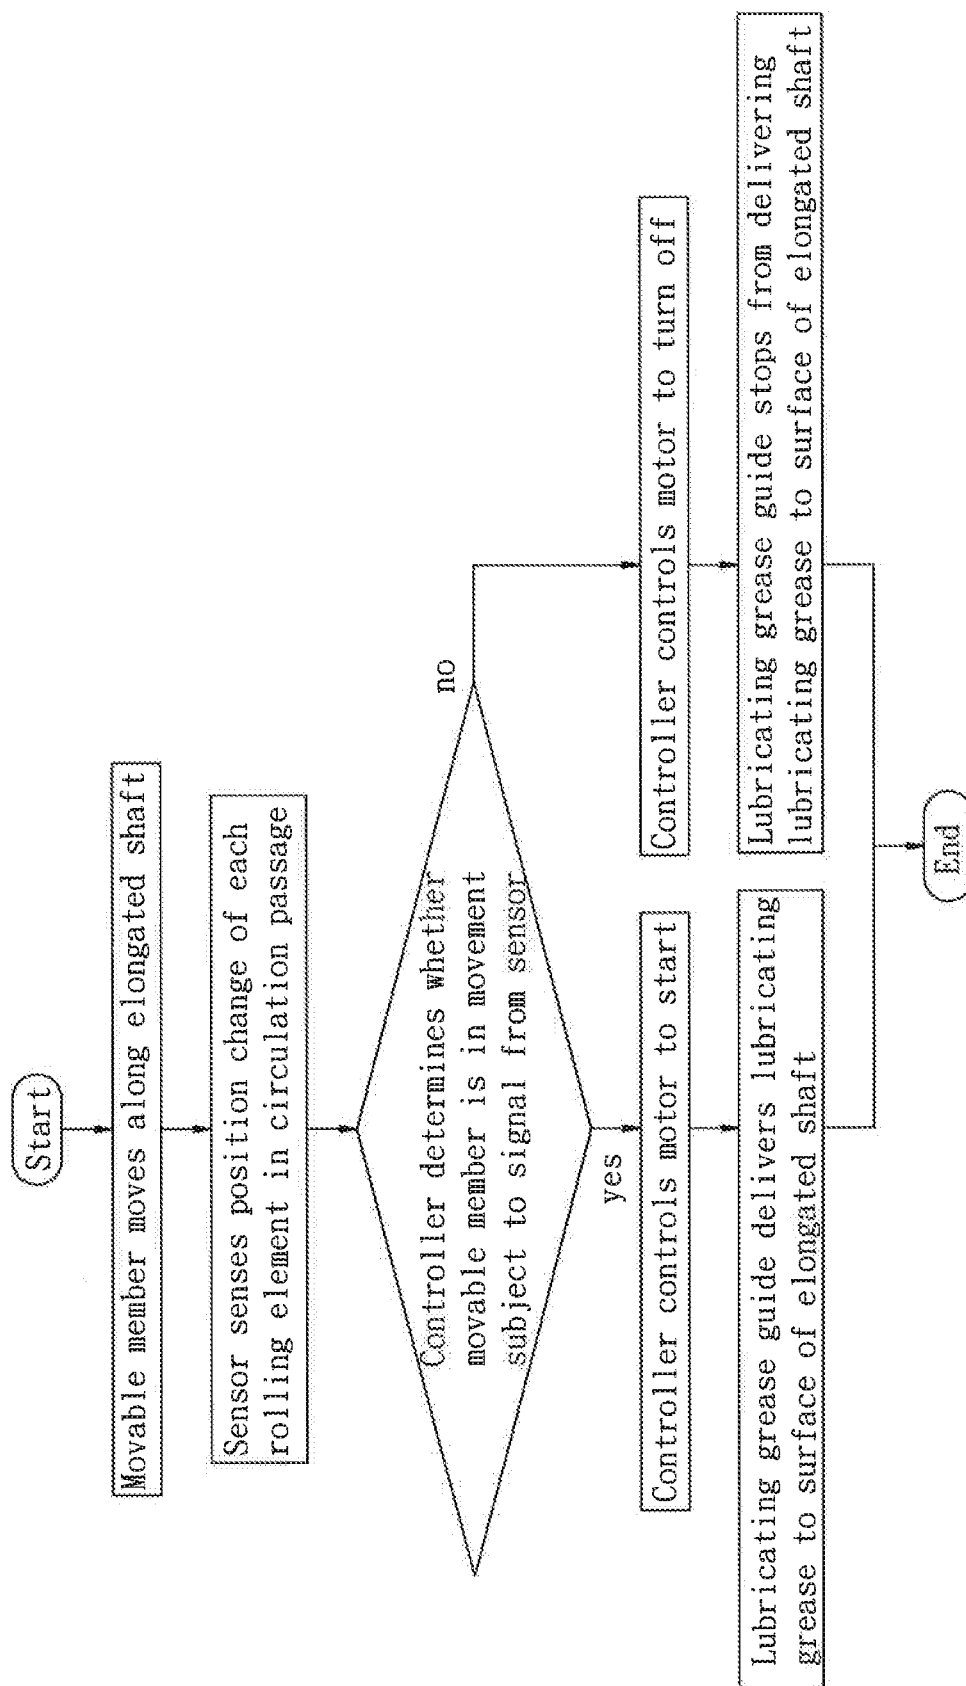 Start
Movable member moves along elongated shaft
Sensor senses position change of each
rolling element in circulation passage
Controller determines whether
movable member is in movement
subject to signal from sensor
yes
no
Controller controls motor to start
Controller controls motor to turn off
Lubricating grease guide delivers lubricating
grease to surface of elongated shaft
Lubricating grease guide stops from delivering
lubricating grease to surface of elongated shaft
End